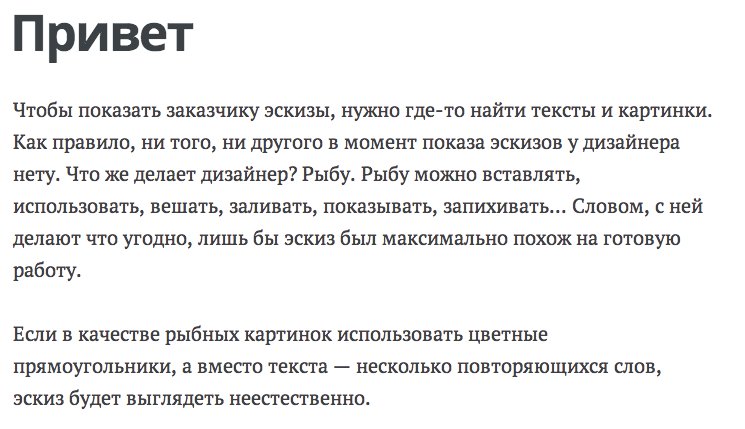 Привет
Чтобы показать заказчику эскизы, нужно где-то найти тексты и картинки.
Как правило, ни того, ни другого в момент показа эскизов у дизайнера
нету. Что же делает дизайнер? Рыбу. Рыбу можно вставлять,
использовать, вешать, заливать, показывать, запихивать… Словом, с ней
делают что угодно, лишь бы эскиз был максимально похож на готовую
работу.
Если в качестве рыбных картинок использовать цветные
прямоугольники, а вместо текста — несколько повторяющихся слов,
эскиз будет выглядеть неестественно.